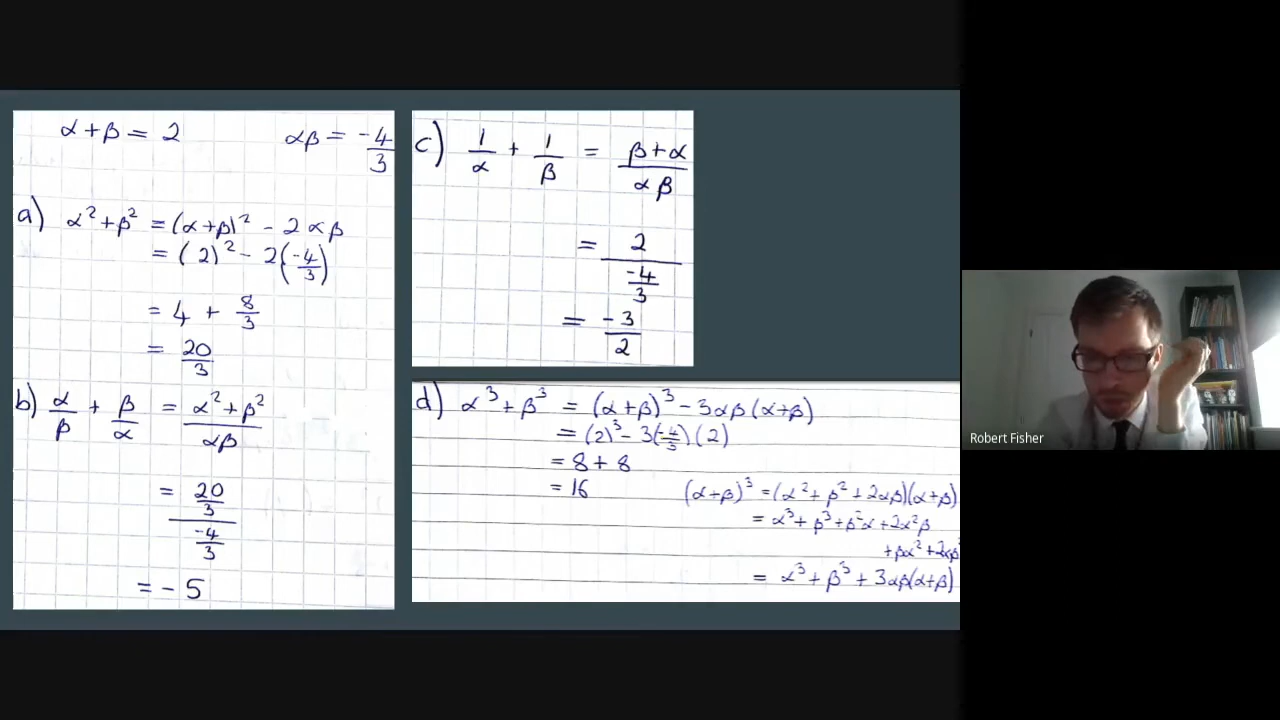 α + β = 2     αβ = -4/3
a) α² + β² = (α + β)² - 2αβ
= (2)² - 2(-4/3)
= 4 + 8/3
= 20/3
b) α/β + β/α = (α² + β²)/αβ
= (20/3)/(-4/3)
= -5
c) 1/α + 1/β = (β + α)/αβ
= 2/(-4/3)
= -3/2
d) α³ + β³ = (α + β)³ - 3αβ(α + β)
= (2)³ - 3(-4/3)(2)
= 8 + 8
= 16
(α + β)³ = (α² + β² + 2αβ)(α + β)
= α³ + β³ + β²α + 2α²β
+ βα² + 2αβ²
= α³ + β³ + 3αβ(α + β)
Robert Fisher